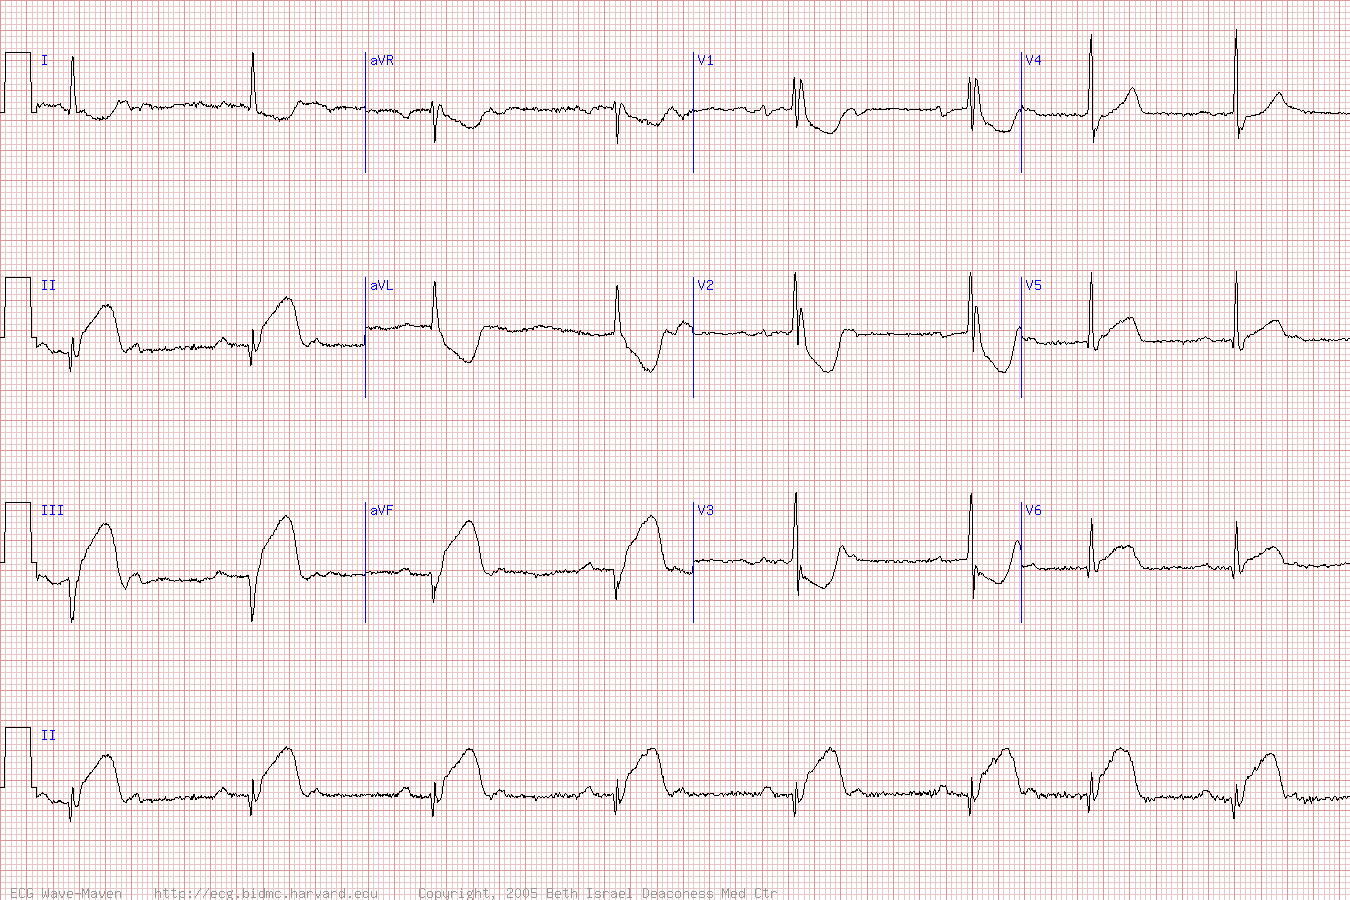 I aVR V1 V4
II aVL V2 V5
III aVF V3 V6
II
ECG Wave-Maven http://ecg.bidmc.harvard.edu Copyright, 2005 Beth Israel Deaconess Med Ctr